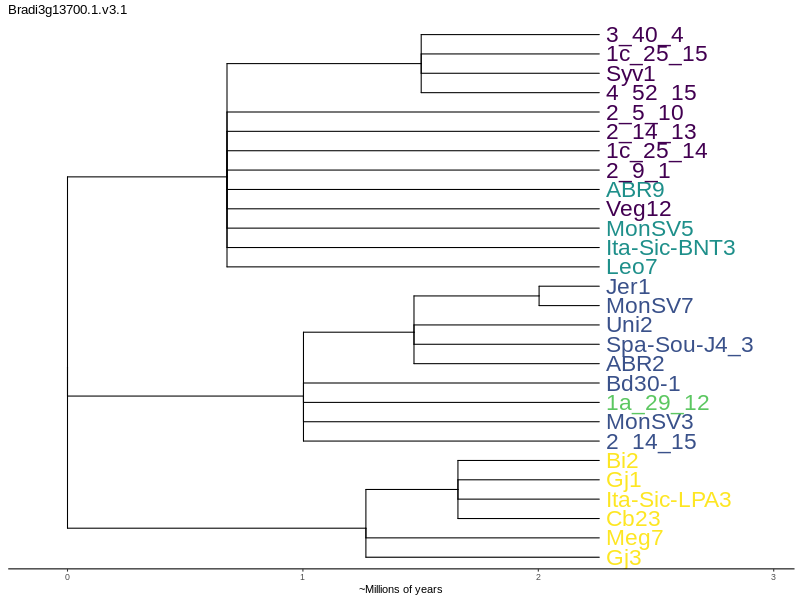 Bradi3g13700.1.v3.1
3_40_4
1c_25_15
Syv1
4_52_15
2_5_10
2_14_13
1c_25_14
2_9_1
ABR9
Veg12
MonSV5
Ita-Sic-BNT3
Leo7
Jer1
MonSV7
Uni2
Spa-Sou-J4_3
ABR2
Bd30-1
1a_29_12
MonSV3
2_14_15
Bi2
Gj1
Ita-Sic-LPA3
Cb23
Meg7
Gj3
0 1 2 3
~Millions of years